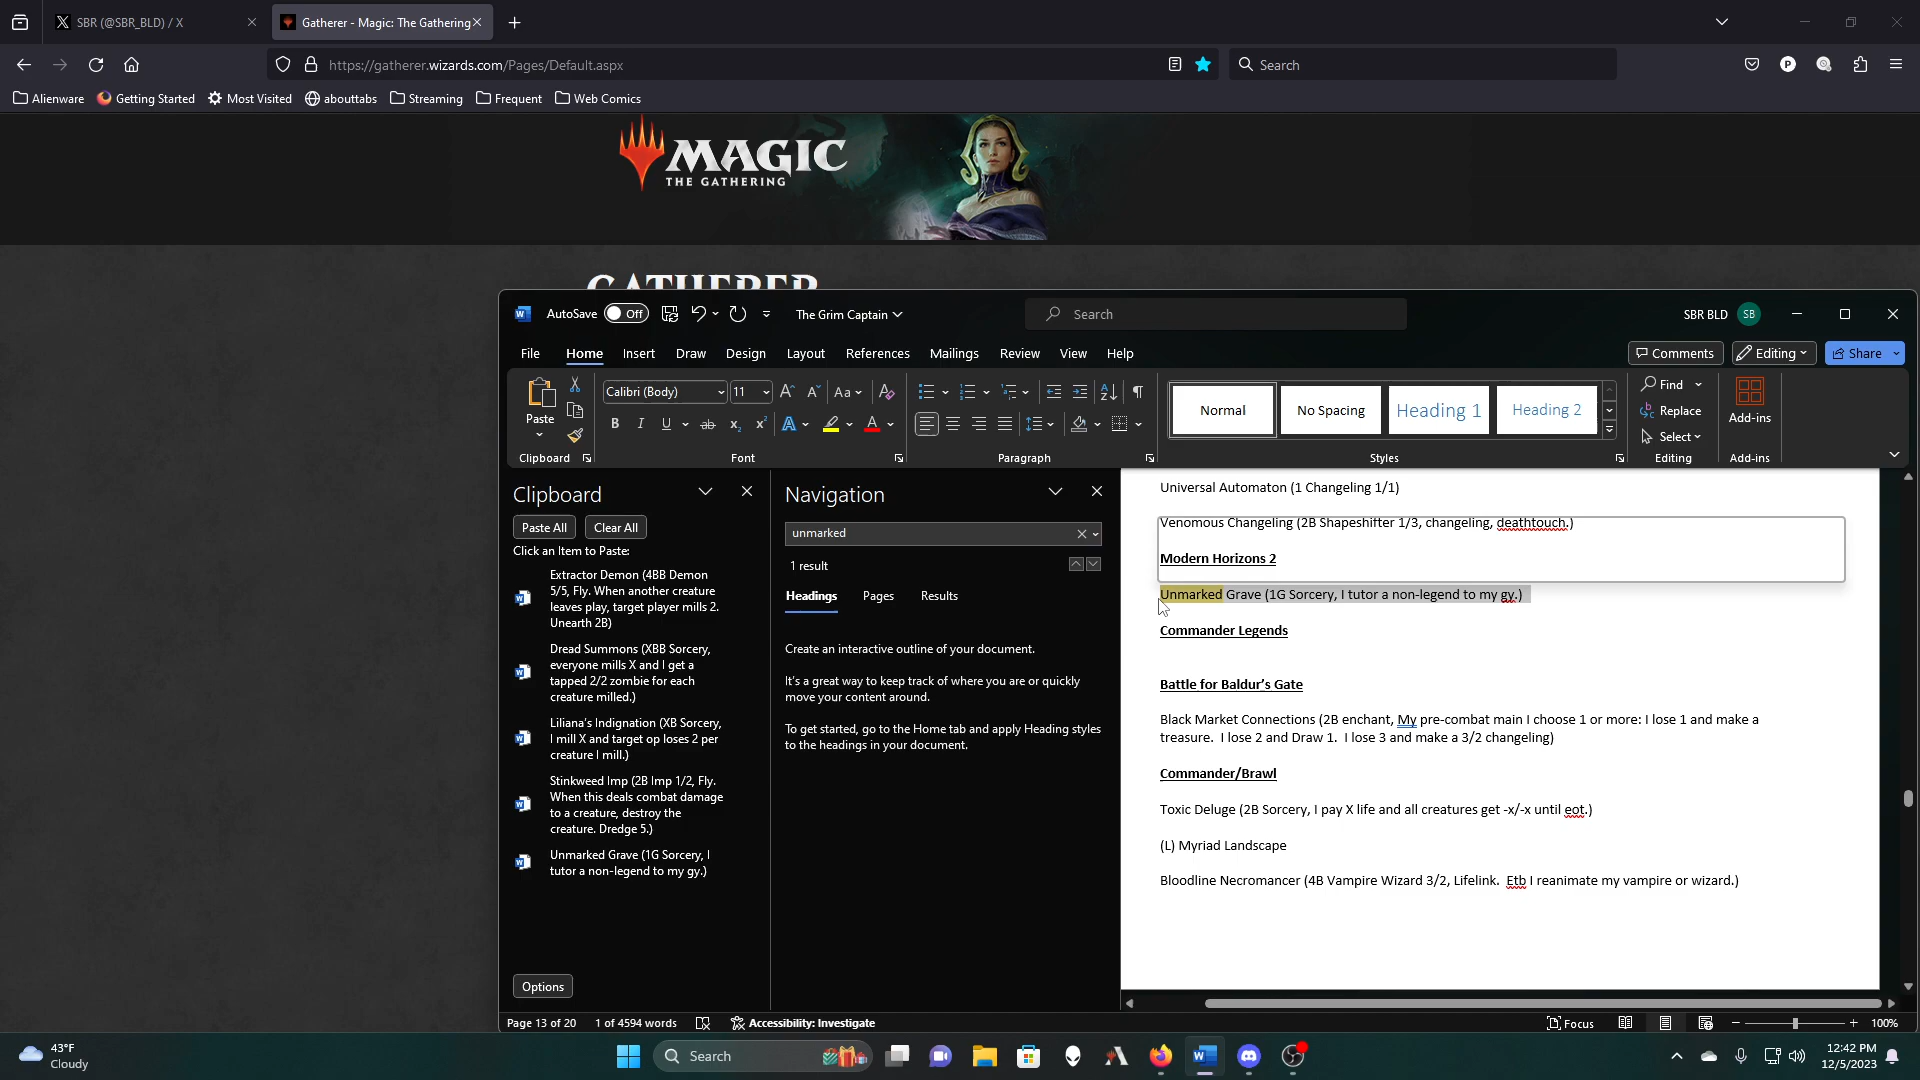 SBR (@SBR_BLD) / X
Gatherer - Magic: The Gathering
https://gatherer.wizards.com/Pages/Default.aspx
Search
P
Alienware
Getting Started
Most Visited
abouttabs
Streaming
Frequent
Web Comics
MAGIC
THE GATHERING
GATHERER
AutoSave
Off
The Grim Captain
Search
SBR BLD
SB
File
Home
Insert
Draw
Design
Layout
References
Mailings
Review
View
Help
Comments
Editing
Share
Paste
Calibri (Body)
11
Normal
No Spacing
Heading 1
Heading 2
Find
Replace
Select
Add-ins
Clipboard
Font
Paragraph
Styles
Editing
Add-ins
Clipboard
Paste All
Clear All
Click an Item to Paste:
Extractor Demon (4BB Demon
5/5, Fly. When another creature
leaves play, target player mills 2.
Unearth 2B)
Dread Summons (XBB Sorcery,
everyone mills X and I get a
tapped 2/2 zombie for each
creature milled.)
Liliana's Indignation (XB Sorcery,
I mill X and target op loses 2 per
creature I mill.)
Stinkweed Imp (2B Imp 1/2, Fly.
When this deals combat damage
to a creature, destroy the
creature. Dredge 5.)
Unmarked Grave (1G Sorcery, I
tutor a non-legend to my gy.)
Options
Navigation
unmarked
1 result
Headings
Pages
Results
Create an interactive outline of your document.
It's a great way to keep track of where you are or quickly
move your content around.
To get started, go to the Home tab and apply Heading styles
to the headings in your document.
Universal Automaton (1 Changeling 1/1)
Venomous Changeling (2B Shapeshifter 1/3, changeling, deathtouch.)
Modern Horizons 2
Unmarked Grave (1G Sorcery, I tutor a non-legend to my gy.)
Commander Legends
Battle for Baldur's Gate
Black Market Connections (2B enchant, My pre-combat main I choose 1 or more: I lose 1 and make a
treasure. I lose 2 and Draw 1. I lose 3 and make a 3/2 changeling)
Commander/Brawl
Toxic Deluge (2B Sorcery, I pay X life and all creatures get -x/-x until eot.)
(L) Myriad Landscape
Bloodline Necromancer (4B Vampire Wizard 3/2, Lifelink. Etb I reanimate my vampire or wizard.)
Page 13 of 20
1 of 4594 words
Accessibility: Investigate
Focus
100%
43°F
Cloudy
Search
12:42 PM
12/5/2023